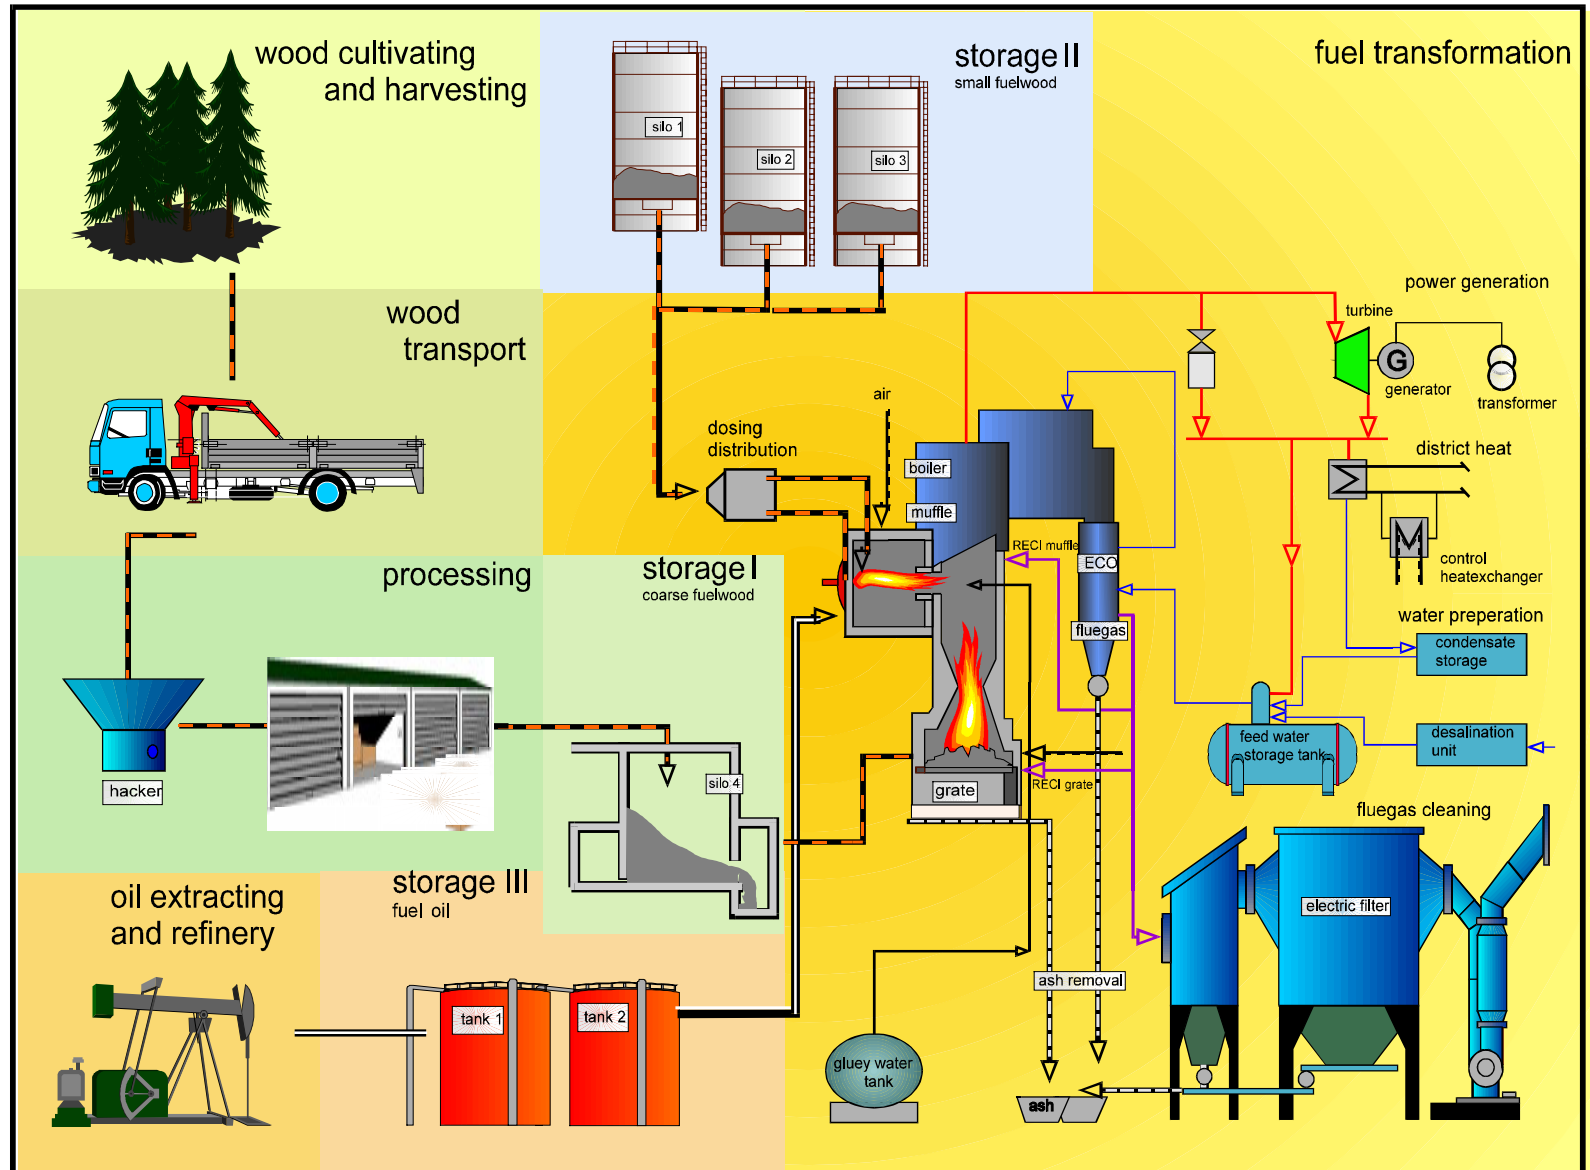 wood cultivating
and harvesting
storage II
small fuelwood
fuel transformation
silo 1
silo 2
silo 3
wood
transport
power generation
turbine
G
generator
transformer
air
dosing
distribution
boiler
muffle
district heat
RECI muffle
ECO
control
heatexchanger
processing
storage I
coarse fuelwood
fluegas
water preperation
condensate
storage
feed water
storage tank
desalination
unit
hacker
silo 4
grate
RECI grate
fluegas cleaning
oil extracting
and refinery
storage III
fuel oil
electric filter
ash removal
tank 1
tank 2
gluey water
tank
ash